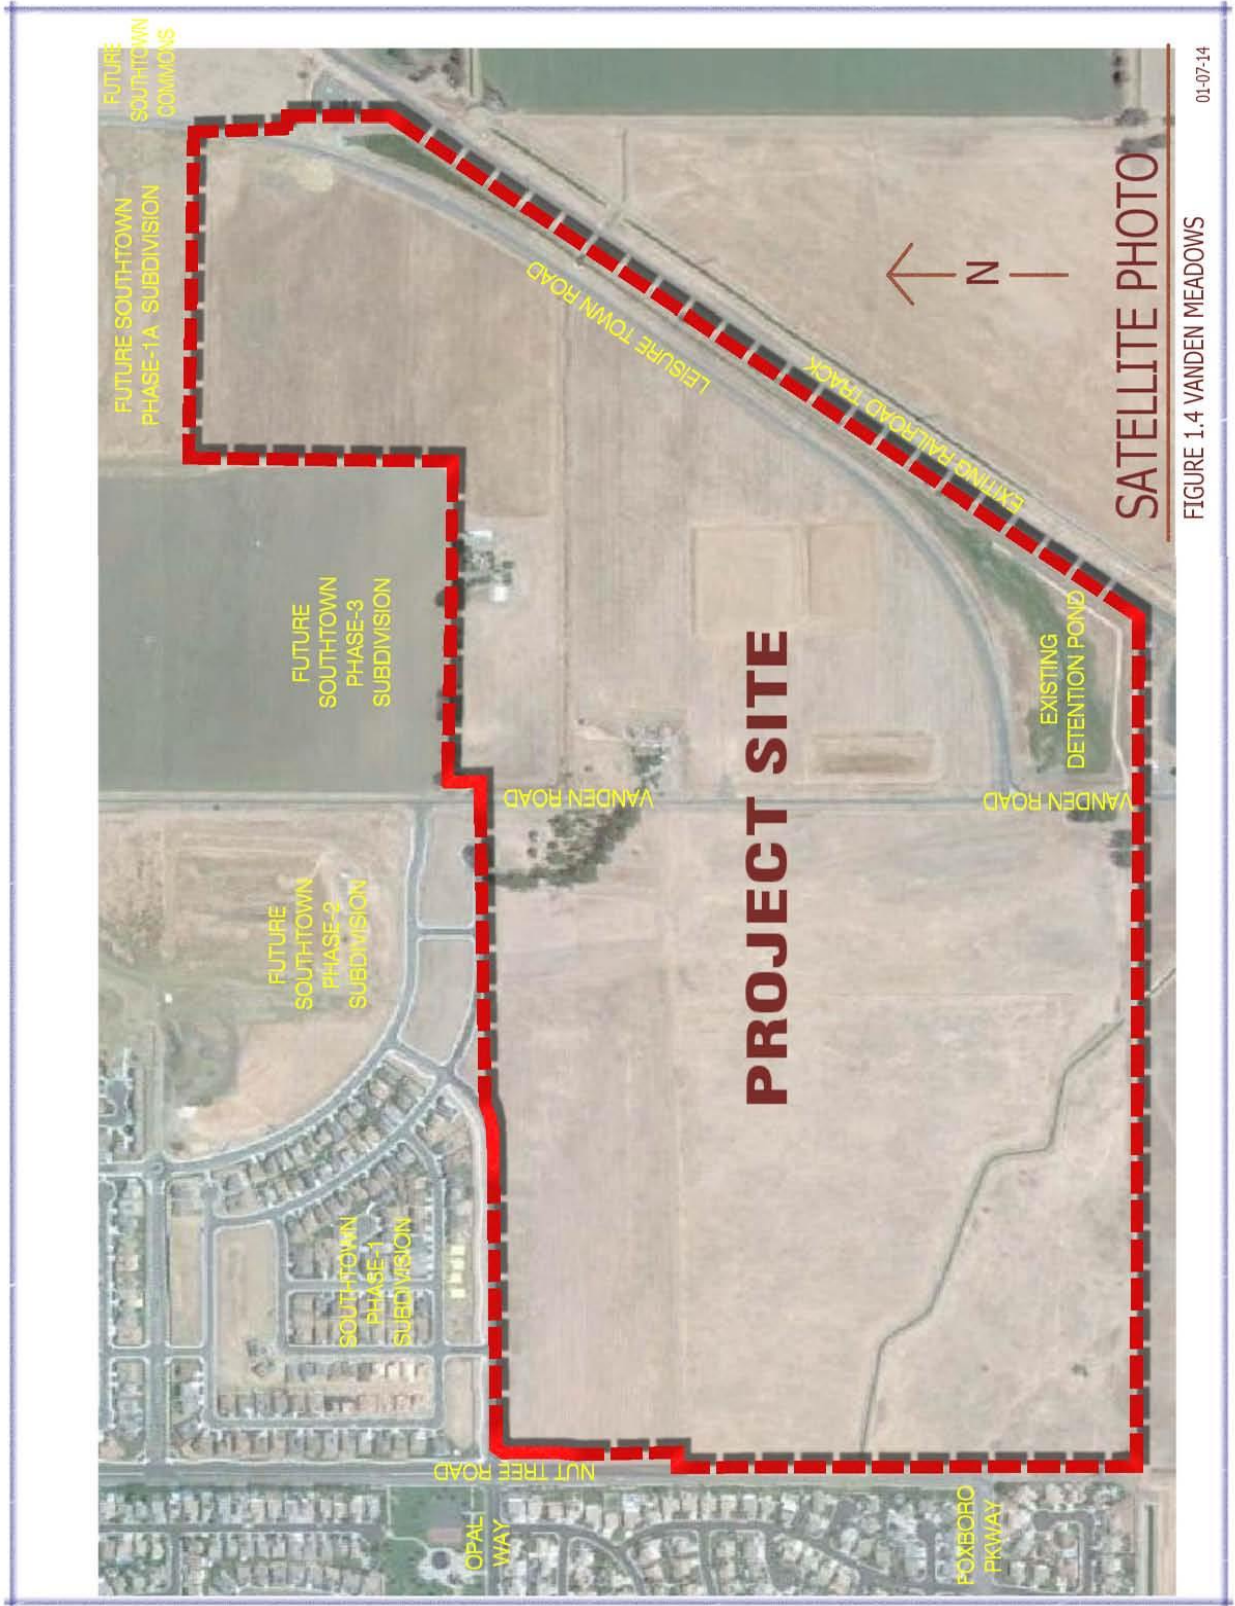 FUTURE
SOUTHTOWN
COMMONS
FUTURE SOUTHTOWN
PHASE-1A SUBDIVISION
FUTURE
SOUTHTOWN
PHASE-3
SUBDIVISION
FUTURE
SOUTHTOWN
PHASE-2
SUBDIVISION
SOUTHTOWN
PHASE-1
SUBDIVISION
NUT TREE ROAD
OPAL
WAY
FOXBORO
PKWAY
VANDEN ROAD
VANDEN ROAD
LEISURE TOWN ROAD
EXITING RAILROAD TRACK
EXISTING
DETENTION POND
PROJECT SITE
N
SATELLITE PHOTO
FIGURE 1.4 VANDEN MEADOWS
01-07-14